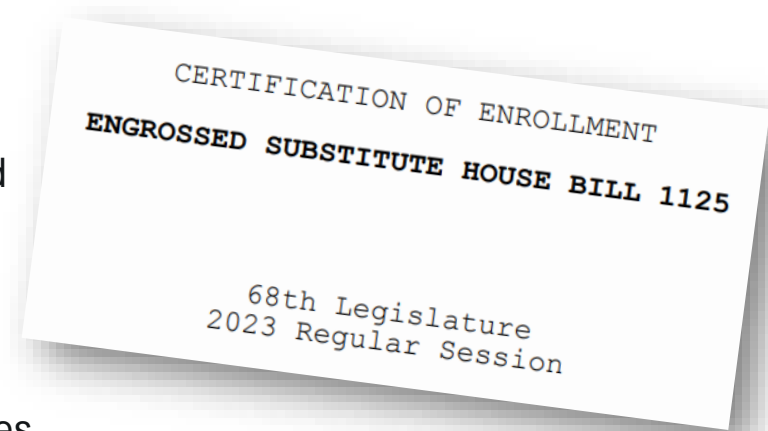 CERTIFICATION OF ENROLLMENT
ENGROSSED SUBSTITUTE HOUSE BILL 1125
68th Legislature
2023 Regular Session